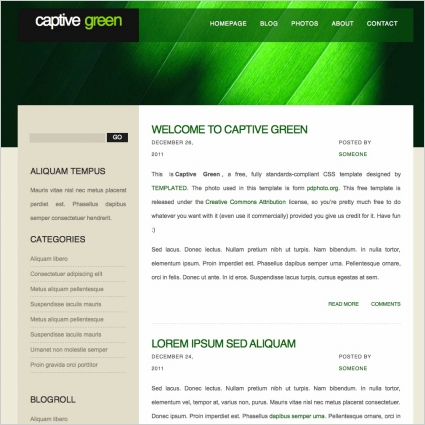 captive green
HOMEPAGE BLOG PHOTOS ABOUT CONTACT
GO
ALIQUAM TEMPUS
Mauris vitae nisl nec metus placerat
perdiet est. Phasellus dapibus
semper consectetuer hendrerit.
CATEGORIES
Aliquam libero
Consectetuer adipiscing elit
Metus aliquam pellentesque
Suspendisse iaculis mauris
Metus aliquam pellentesque
Suspendisse iaculis mauris
Urnanet non molestie semper
Proin gravida orci porttitor
BLOGROLL
Aliquam libero
WELCOME TO CAPTIVE GREEN
DECEMBER 26, POSTED BY
2011 SOMEONE
This is Captive Green , a free, fully standards-compliant CSS template designed by
TEMPLATED. The photo used in this template is form pdphoto.org. This free template is
released under the Creative Commons Attribution license, so you're pretty much free to do
whatever you want with it (even use it commercially) provided you give us credit for it. Have fun
:)
Sed lacus. Donec lectus. Nullam pretium nibh ut turpis. Nam bibendum. In nulla tortor,
elementum ipsum. Proin imperdiet est. Phasellus dapibus semper urna. Pellentesque ornare,
orci in felis. Donec ut ante. In id eros. Suspendisse lacus turpis, cursus egestas at sem.
READ MORE COMMENTS
LOREM IPSUM SED ALIQUAM
DECEMBER 24, POSTED BY
2011 SOMEONE
Sed lacus. Donec lectus. Nullam pretium nibh ut turpis. Nam bibendum. In nulla tortor,
elementum vel, tempor at, varius non, purus. Mauris vitae nisl nec metus consectetuer.
Donec ipsum. Proin imperdiet est. Phasellus dapibus semper urna. Pellentesque ornare,